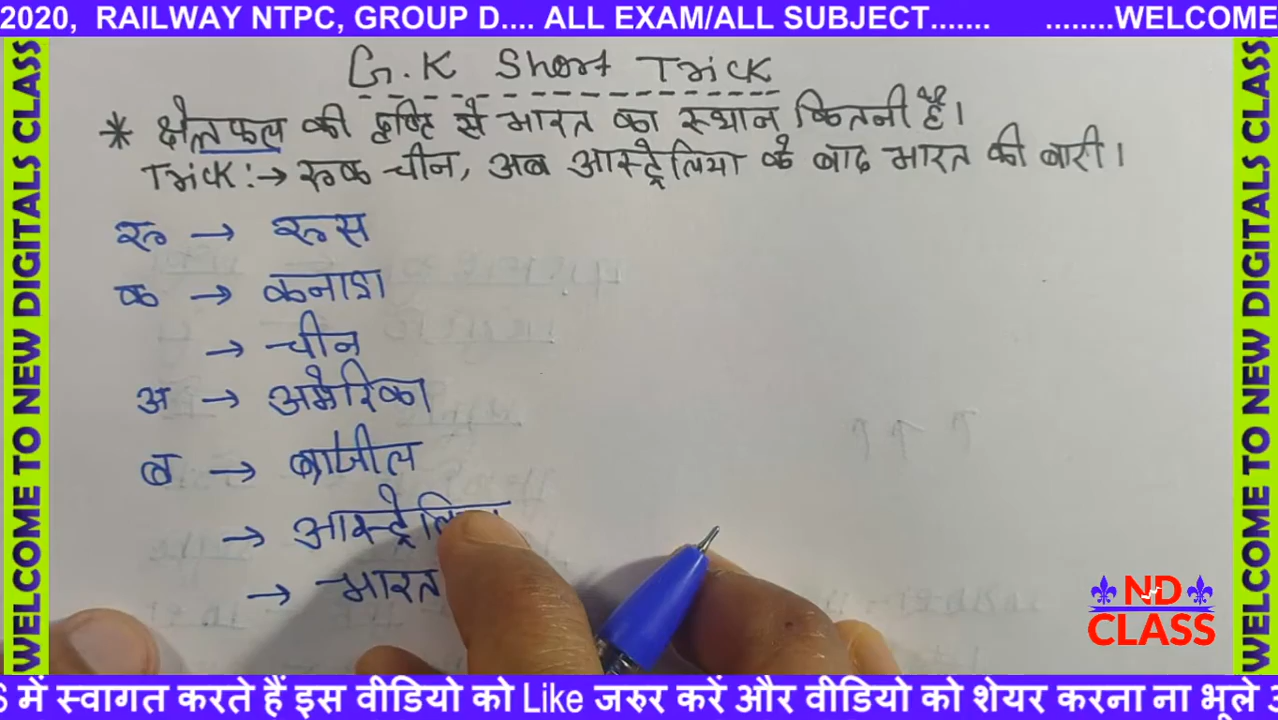 2020, RAILWAY NTPC, GROUP D.... ALL EXAM/ALL SUBJECT....... ........WELCOME
WELCOME TO NEW DIGITALS CLASS
G.K Short Trick
* क्षेत्रफल की दृष्टि से भारत का स्थान कितनी है।
Trick:→ रुक चीन, अब आस्ट्रेलिया के बाद भारत की बारी।
रु → रुस
क → कनाडा
→ चीन
अ → अमेरिका
ब → ब्राजील
→ आस्ट्रेलिया
→ भारत
ND
CLASS
WELCOME TO NEW DIGITALS CLASS
में स्वागत करते हैं इस वीडियो को Like जरुर करें और वीडियो को शेयर करना ना भूले